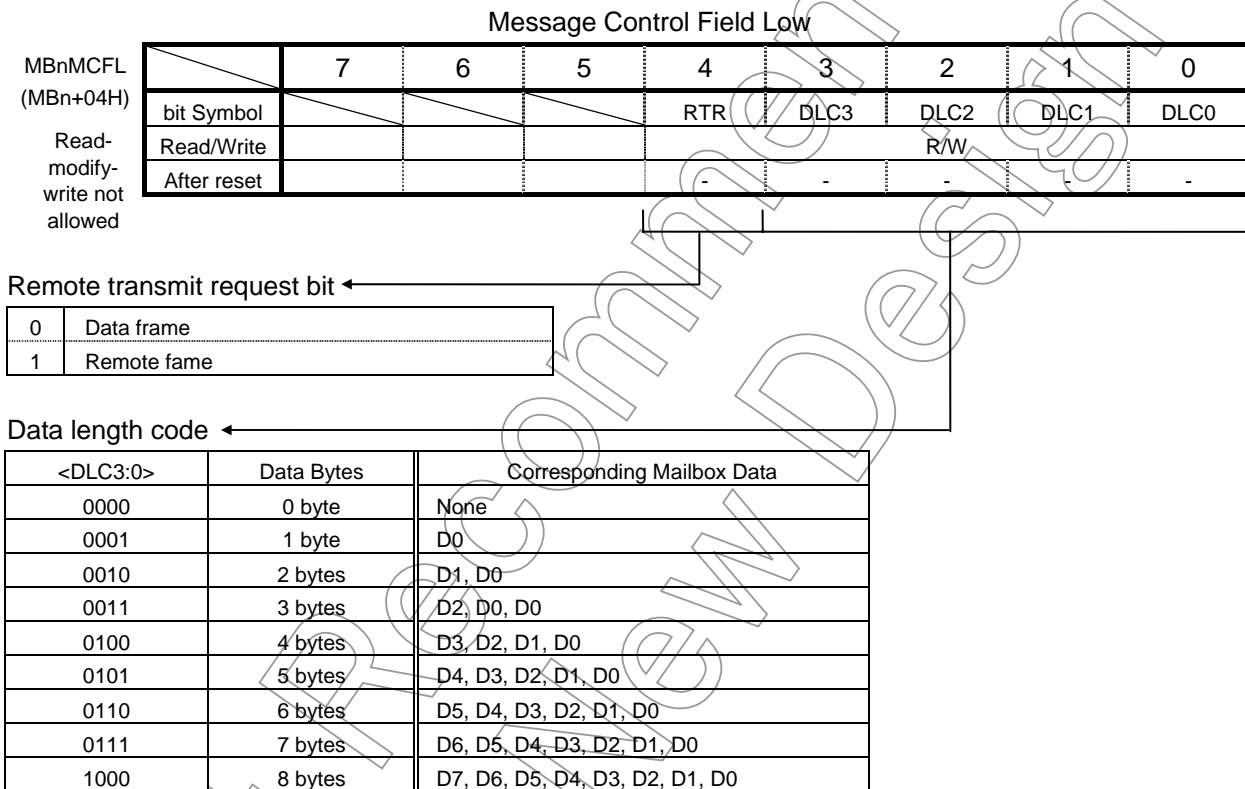 Message Control Field Low
MBnMCFL
(MBn+04H)
Read-
modify-
write not
allowed
7 6 5 4 3 2 1 0
bit Symbol RTR DLC3 DLC2 DLC1 DLC0
Read/Write R/W
After reset - - - - -
Remote transmit request bit
0 Data frame
1 Remote fame
Data length code
<DLC3:0> Data Bytes Corresponding Mailbox Data
0000 0 byte None
0001 1 byte D0
0010 2 bytes D1, D0
0011 3 bytes D2, D0, D0
0100 4 bytes D3, D2, D1, D0
0101 5 bytes D4, D3, D2, D1, D0
0110 6 bytes D5, D4, D3, D2, D1, D0
0111 7 bytes D6, D5, D4, D3, D2, D1, D0
1000 8 bytes D7, D6, D5, D4, D3, D2, D1, D0
Recommen
New Design